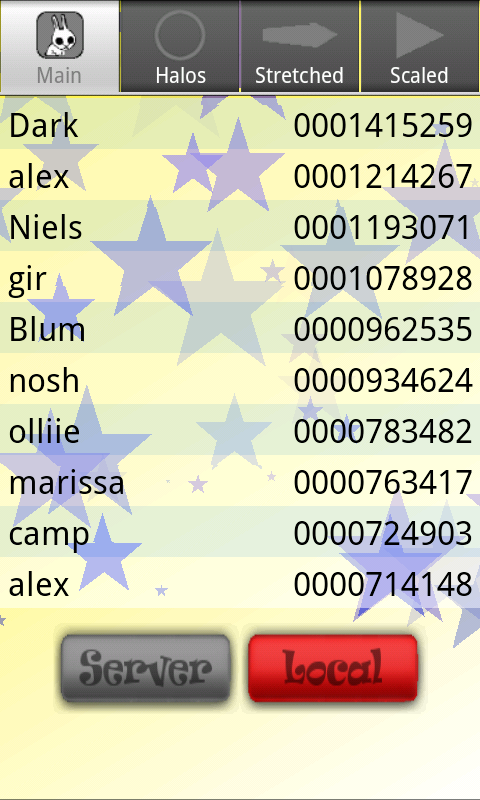 Main Halos Stretched Scaled
Dark 0001415259
alex 0001214267
Niels 0001193071
gir 0001078928
Blum 0000962535
nosh 0000934624
olliie 0000783482
marissa 0000763417
camp 0000724903
alex 0000714148
Server Local